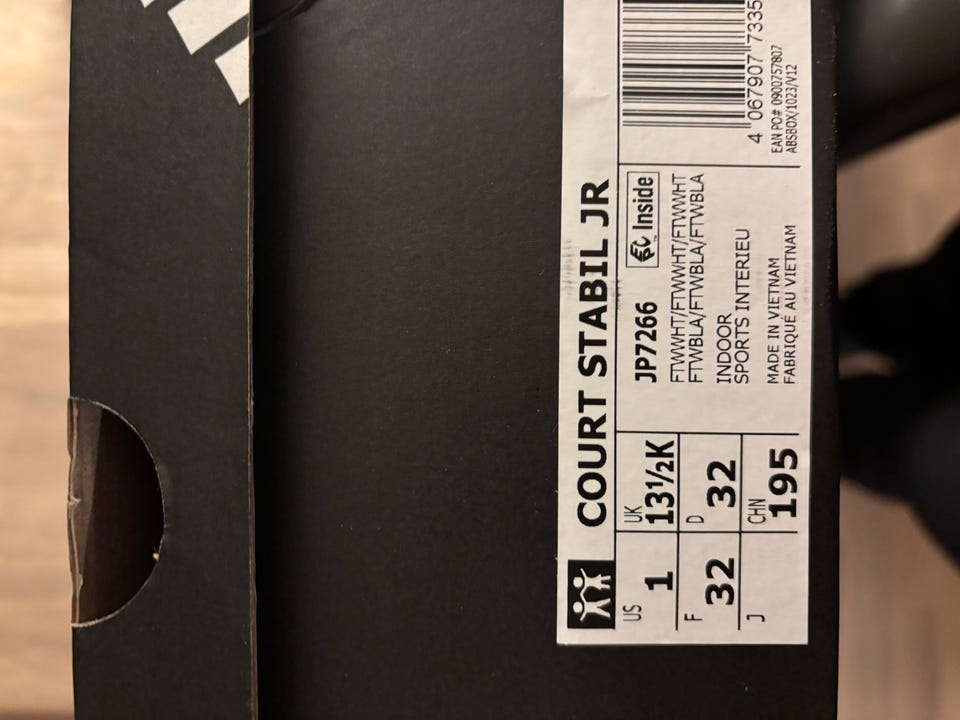 COURT STABIL JR
US
1
UK
13½K
F
32
D
32
J
CHN
195
JP7266
Inside
FTWWHT/FTWWHT/FTWWHT
FTWBLA/FTWBLA/FTWBLA
INDOOR
SPORTS INTERIEU
MADE IN VIETNAM
FABRIQUÉ AU VIETNAM
4 067907 7335
EAN PO# 0900757807
ABSBOX/1023/V12